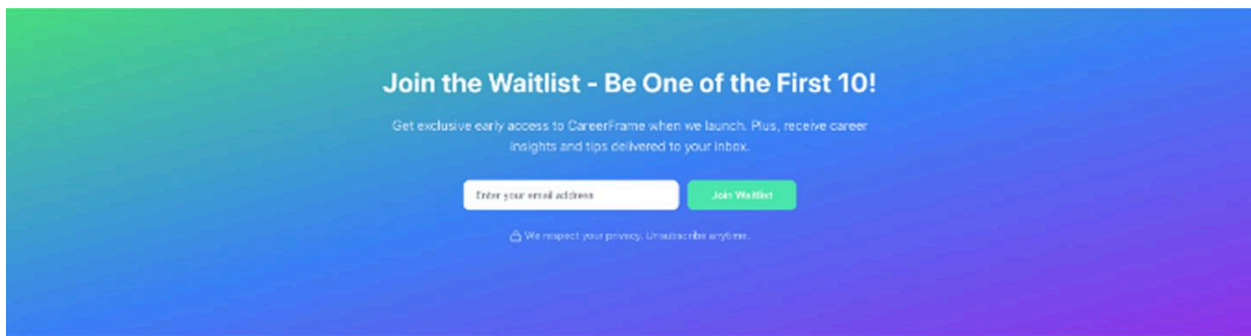 Join the Waitlist - Be One of the First 10!
Get exclusive early access to CareerFrame when we launch. Plus, receive career
insights and tips delivered to your inbox.
Enter your email address
Join Waitlist
We respect your privacy. Unsubscribe anytime.